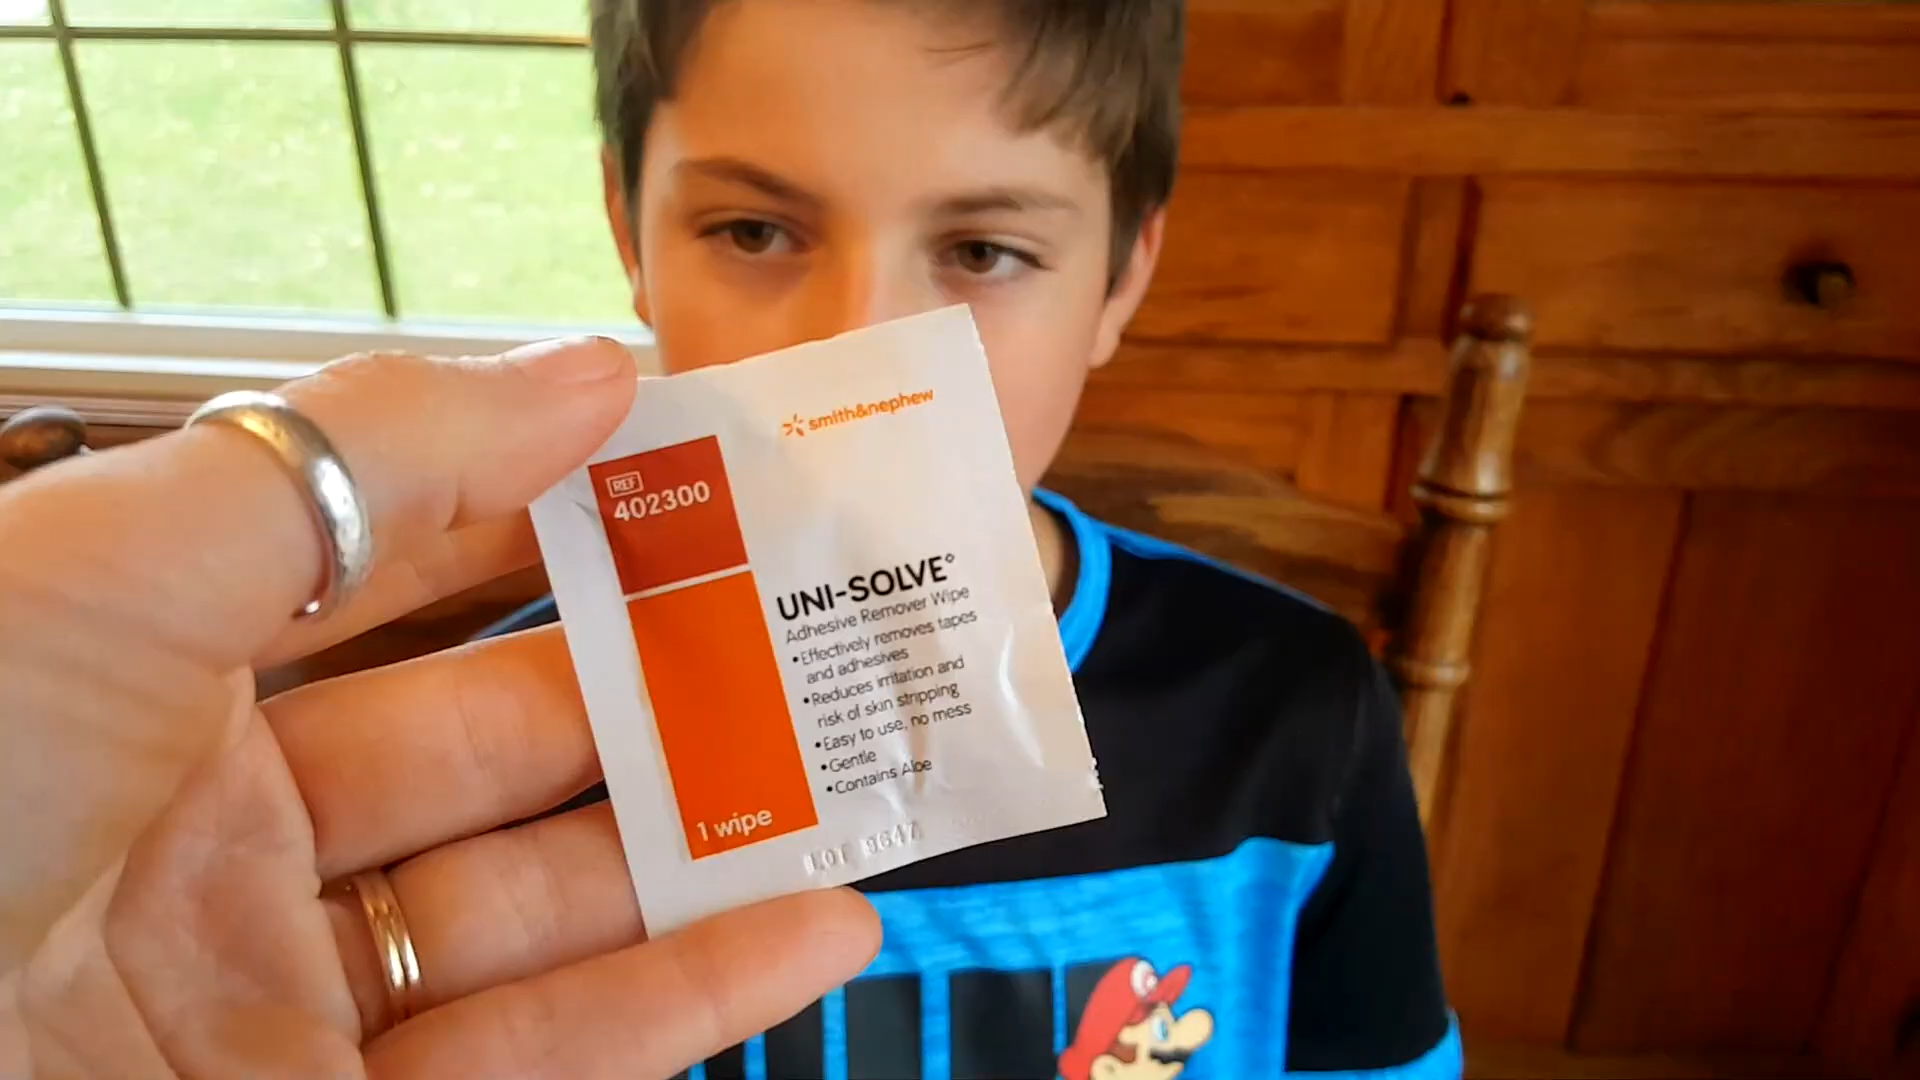 smith&nephew
REF
402300
UNI-SOLVE◊
Adhesive Remover Wipe
•Effectively removes tapes
and adhesives
•Reduces irritation and
risk of skin stripping
•Easy to use, no mess
•Gentle
•Contains Aloe
1 wipe
LOT 9647